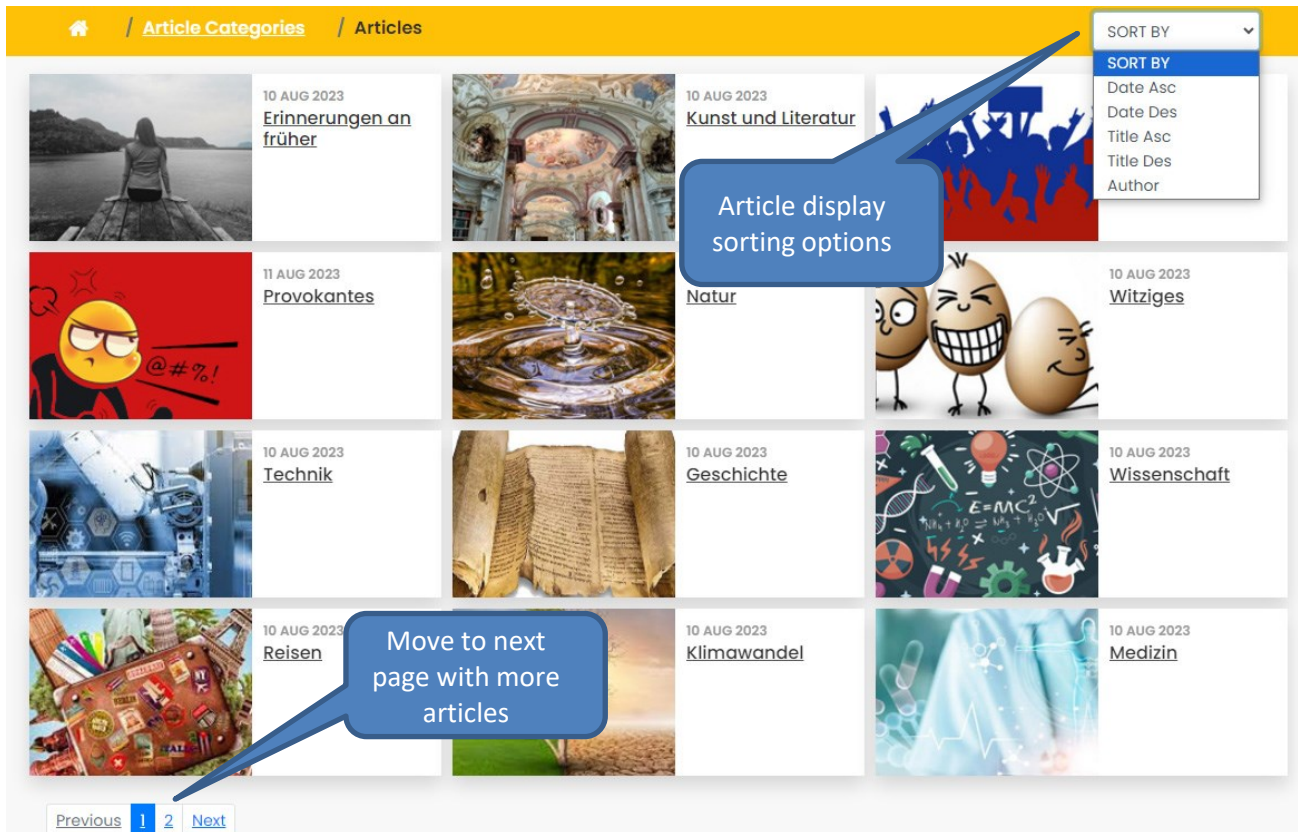 / Article Categories / Articles
SORT BY
SORT BY
Date Asc
Date Des
Title Asc
Title Des
Author
10 AUG 2023
Erinnerungen an
früher
10 AUG 2023
Kunst und Literatur
Article display
sorting options
11 AUG 2023
Provokantes
@#%!
Natur
10 AUG 2023
Witziges
10 AUG 2023
Technik
10 AUG 2023
Geschichte
10 AUG 2023
Wissenschaft
E=MC²
10 AUG 2023
Reisen
ITALIA
Move to next
page with more
articles
10 AUG 2023
Klimawandel
10 AUG 2023
Medizin
Previous 1 2 Next